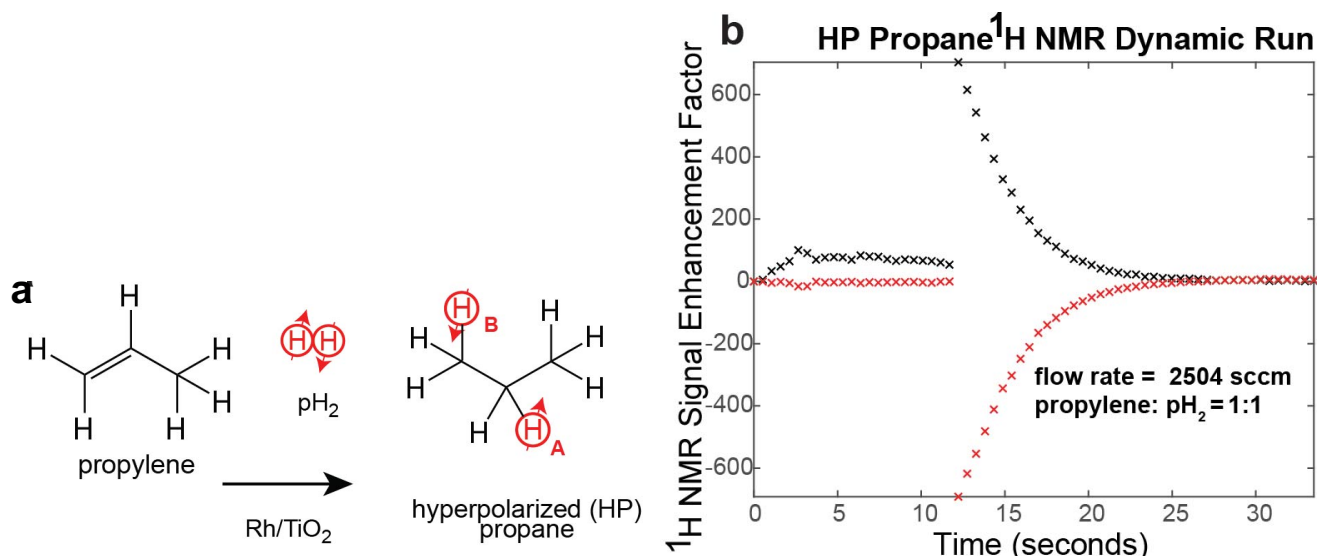 a
H
H
H
H
H
H
propylene
H H
pH₂
Rh/TiO₂
H
B
H
H
H
H
H
H
H
A
hyperpolarized (HP)
propane
b
HP Propane ¹H NMR Dynamic Run
¹H NMR Signal Enhancement Factor
600
400
200
0
-200
-400
-600
flow rate = 2504 sccm
propylene: pH₂ = 1:1
0
5
10
15
20
25
30
Time (seconds)